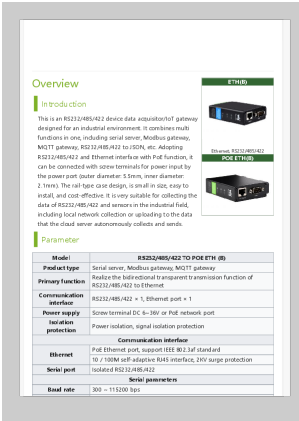 Overview
ETH(B)
Introduction
This is an RS232/485/422 device data acquisitor/IoT gateway
designed for an industrial environment. It combines multi
functions in one, including serial server, Modbus gateway,
MQTT gateway, RS232/485/422 to JSON, etc. Adopting
RS232/485/422 and Ethernet interface with PoE function, it
can be connected with screw terminals for power input by
the power port (outer diameter: 5.5mm, inner diameter:
2.1mm). The rail-type case design, is small in size, easy to
install, and cost-effective. It is very suitable for collecting the
data of RS232/485/422 and sensors in the industrial field,
including local network collection or uploading to the data
that the cloud server autonomously collects and sends.
Ethernet, RS232/485/422
POE ETH(B)
Parameter
Model RS232/485/422 TO POE ETH (B)
Product type Serial server, Modbus gateway, MQTT gateway
Primary function Realize the bidirectional transparent transmission function of
RS232/485/422 to Ethernet
Communication
interface RS232/485/422 × 1, Ethernet port × 1
Power supply Screw terminal DC 6~36V or PoE network port
Isolation
protection Power isolation, signal isolation protection
Communication interface
Ethernet PoE Ethernet port, support IEEE 802.3af standard
10 / 100M self-adaptive RJ45 interface, 2KV surge protection
Serial port Isolated RS232/485/422
Serial parameters
Baud rate 300 ~ 115200 bps